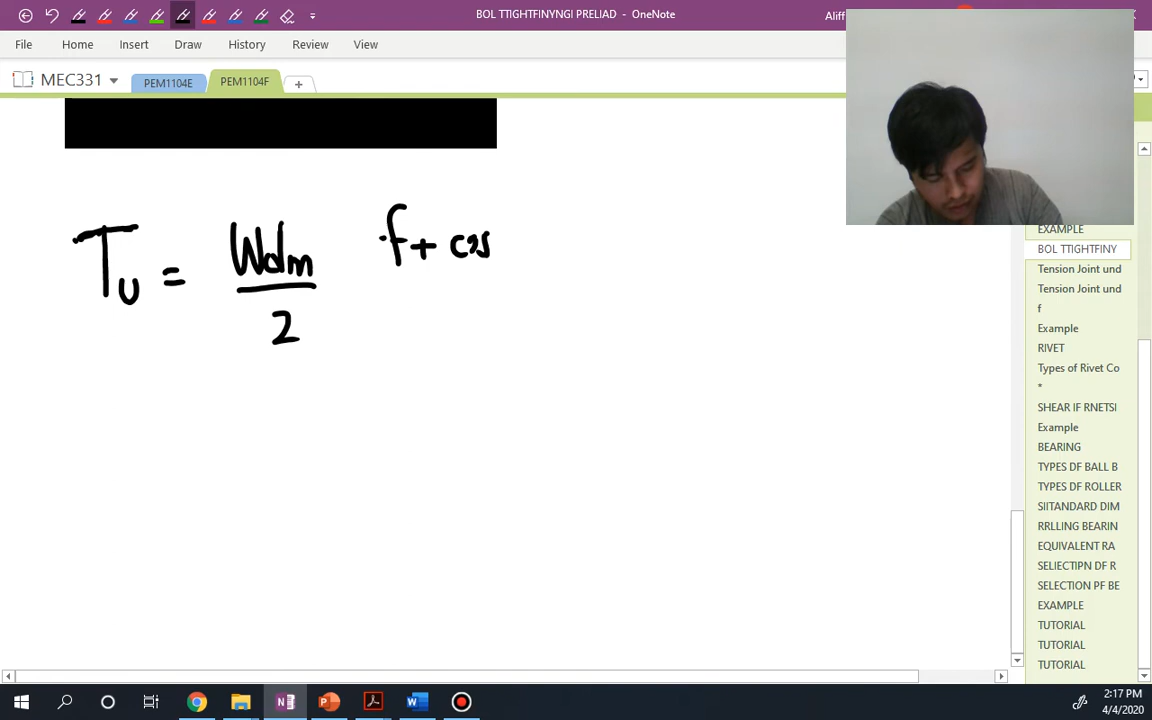 BOL TTIGHTFINYNGI PRELIAD - OneNote
Aliff
File Home Insert Draw History Review View
MEC331
PEM1104E
PEM1104F
+
EXAMPLE
BOL TTIGHTFINY
Tension Joint und
Tension Joint und
f
Example
RIVET
Types of Rivet Co
*
SHEAR IF RNETSI
Example
BEARING
TYPES DF BALL B
TYPES DF ROLLER
SIITANDARD DIM
RRLLING BEARIN
EQUIVELENT RA
SELIECTIPN DF R
SELECTION PF BE
EXAMPLE
TUTORIAL
TUTORIAL
TUTORIAL
Tu = Wdm f + cos
2
2:17 PM
4/4/2020